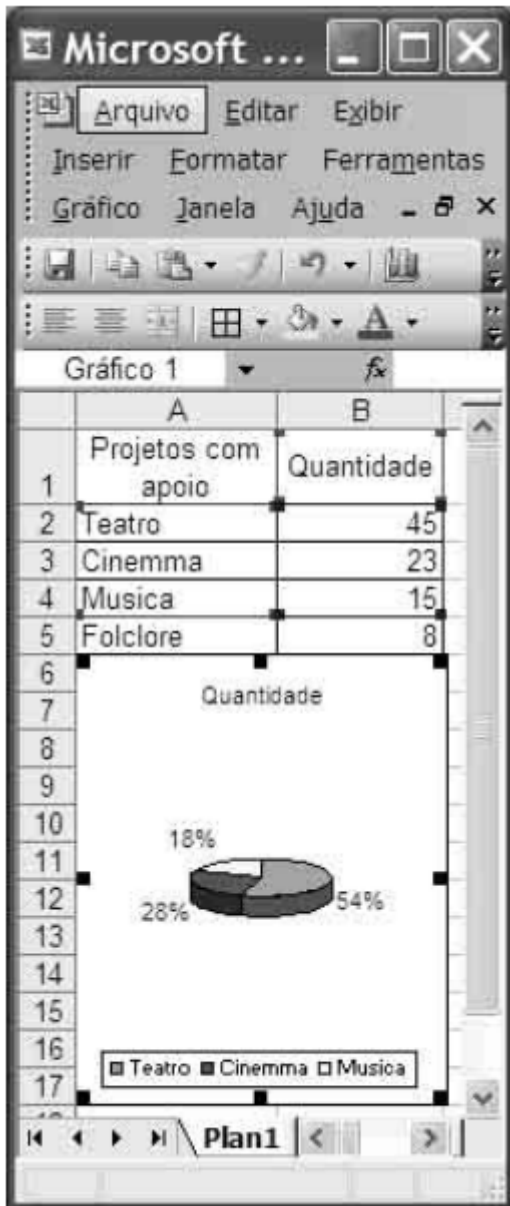 Microsoft ...
Arquivo Editar Exibir
Inserir Formatar Ferramentas
Gráfico Janela Ajuda
Gráfico 1 fx
A B
1 Projetos com apoio Quantidade
2 Teatro 45
3 Cinemma 23
4 Musica 15
5 Folclore 8
6
Quantidade
7
8
9
10
18%
11
12
28% 54%
13
14
15
16
Teatro Cinemma Musica
17
Plan1